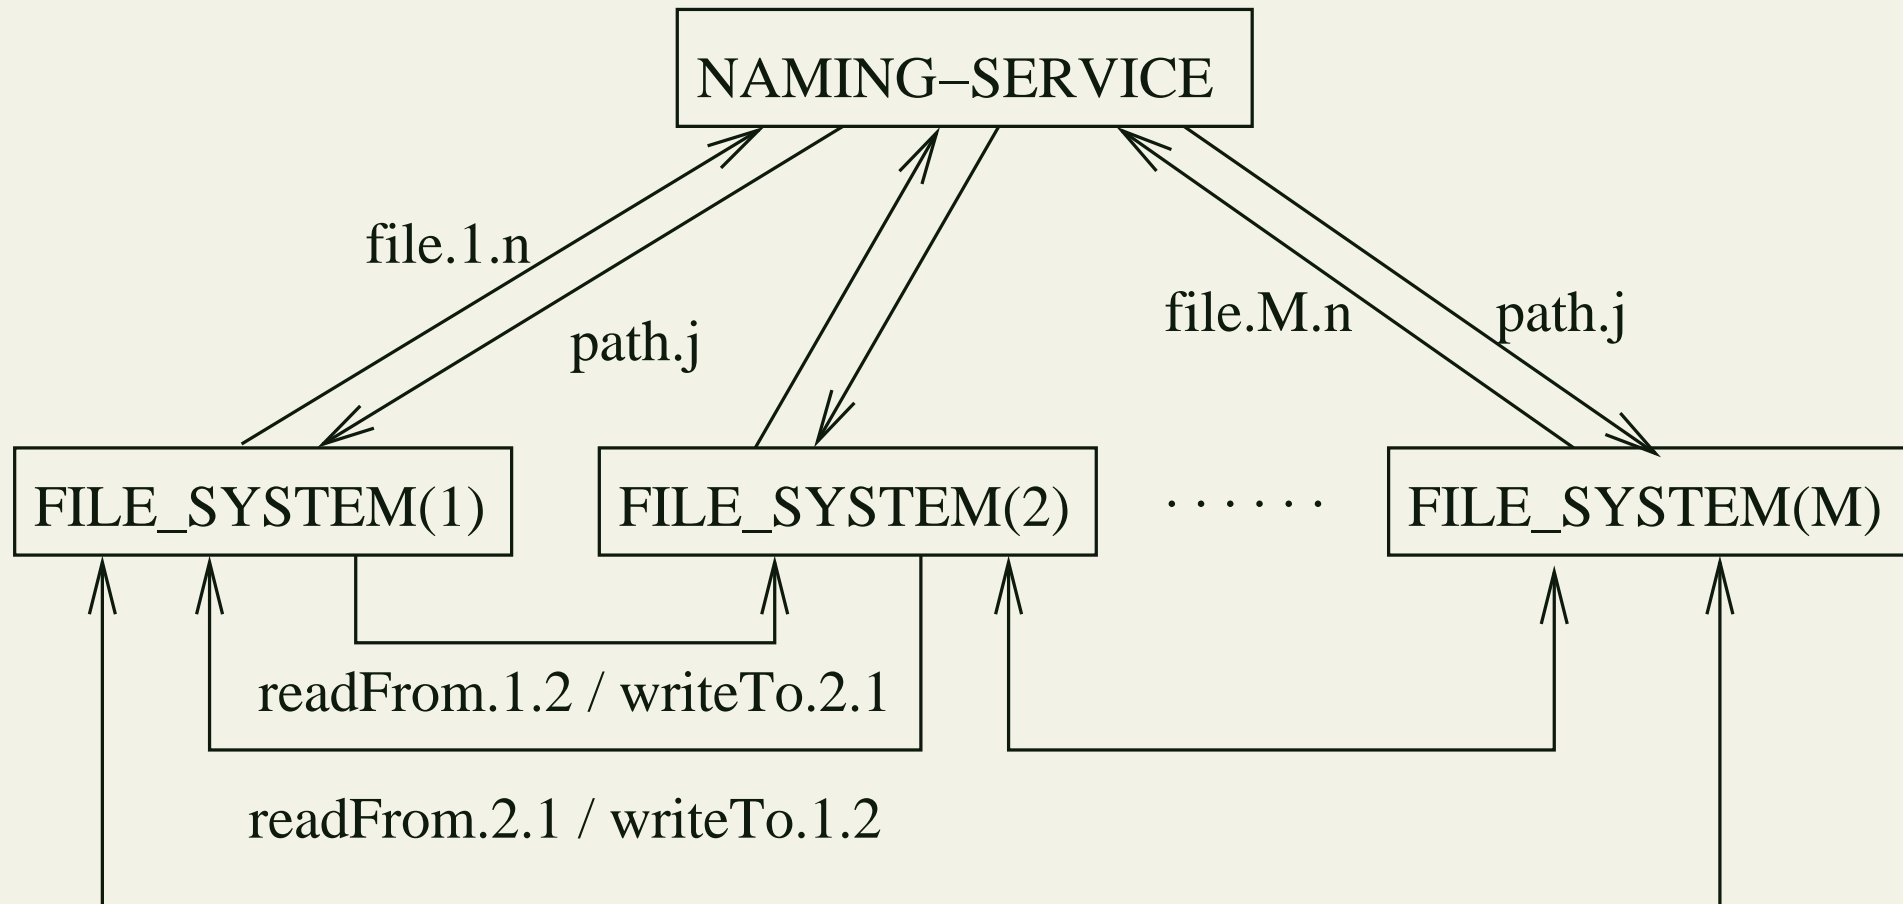 NAMING–SERVICE
file.1.n
path.j
file.M.n
path.j
FILE_SYSTEM(1)
FILE_SYSTEM(2)
. . . . . .
FILE_SYSTEM(M)
readFrom.1.2 / writeTo.2.1
readFrom.2.1 / writeTo.1.2